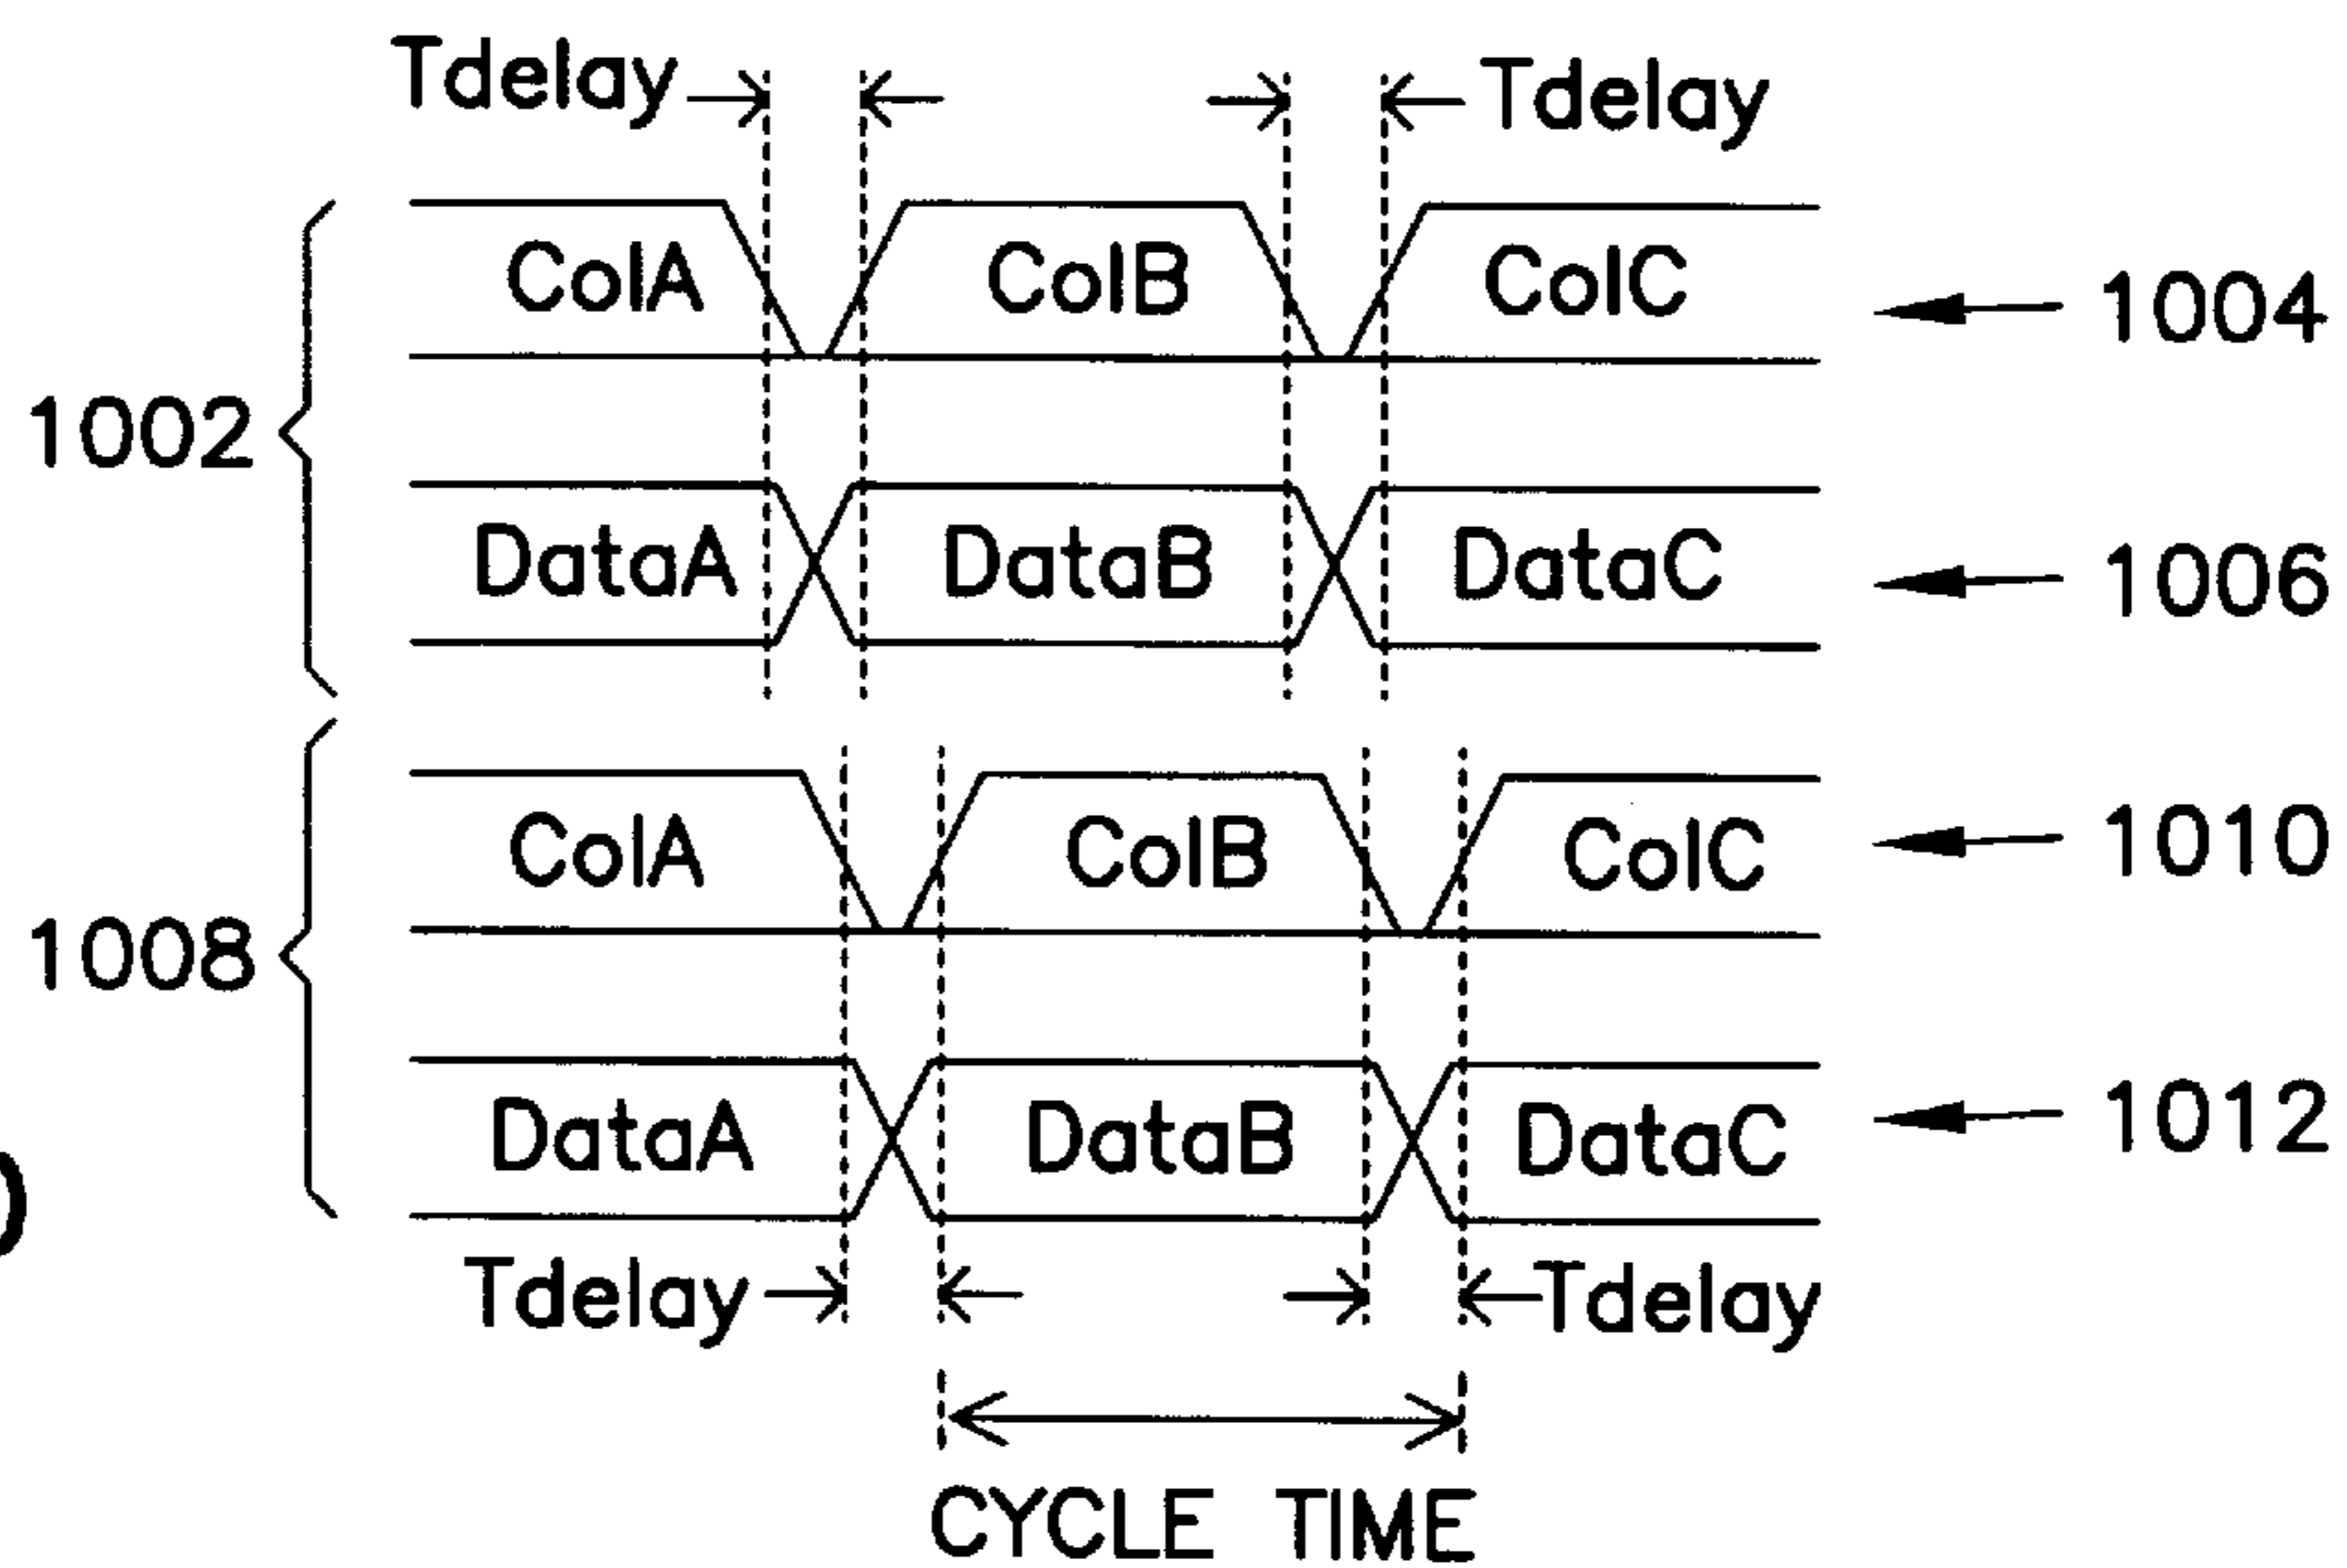 Tdelay Tdelay
ColA ColB ColC 1004
1002
DataA DataB DataC 1006
ColA ColB ColC 1010
1008
DataA DataB DataC 1012
Tdelay Tdelay
CYCLE TIME